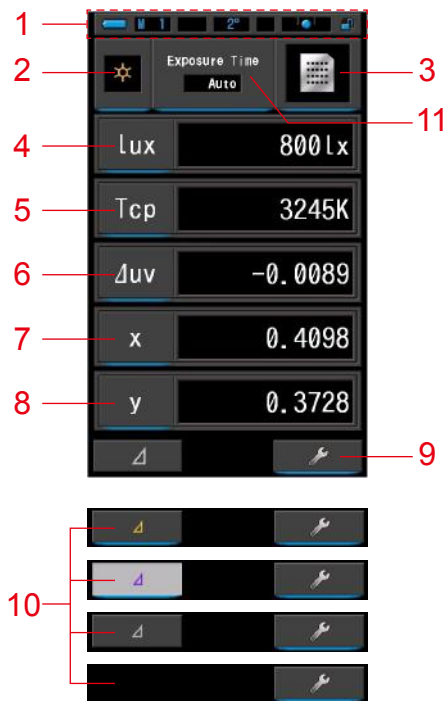 1 M 1 2°
2 Exposure Time 3
Auto
11
4 lux 800lx
5 Tcp 3245K
6 ⊿uv -0.0089
7 x 0.4098
8 y 0.3728
⊿ 9
⊿
⊿
10
⊿